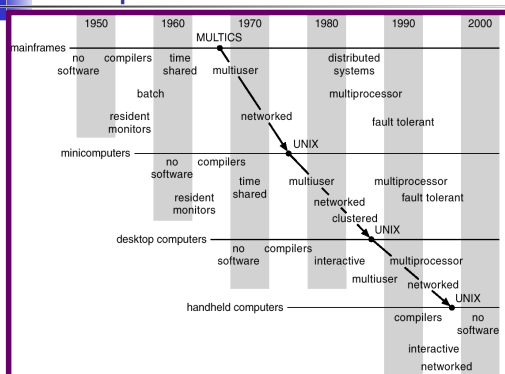 1950 1960 1970 1980 1990 2000
MULTICS
mainframes
no compilers time distributed
software shared multiuser systems
batch multiprocessor
resident networked fault tolerant
monitors
UNIX
minicomputers
no compilers
software
time multiuser multiprocessor
resident shared networked fault tolerant
monitors clustered
UNIX
desktop computers
no compilers
software interactive multiprocessor
multiuser networked
UNIX
handheld computers
compilers no
software
interactive
networked